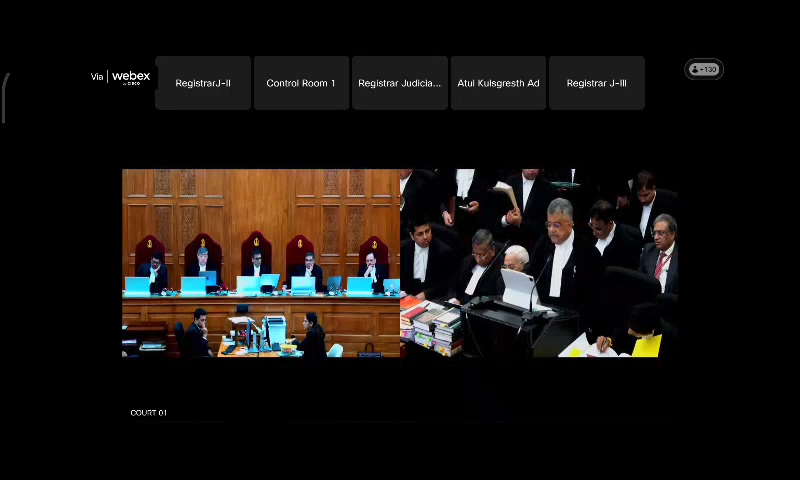 Via webex
by CISCO
RegistrarJ-II
Control Room 1
Registrar Judicia...
Atul Kulsgresth Ad
Registrar J-III
+130
COURT 01